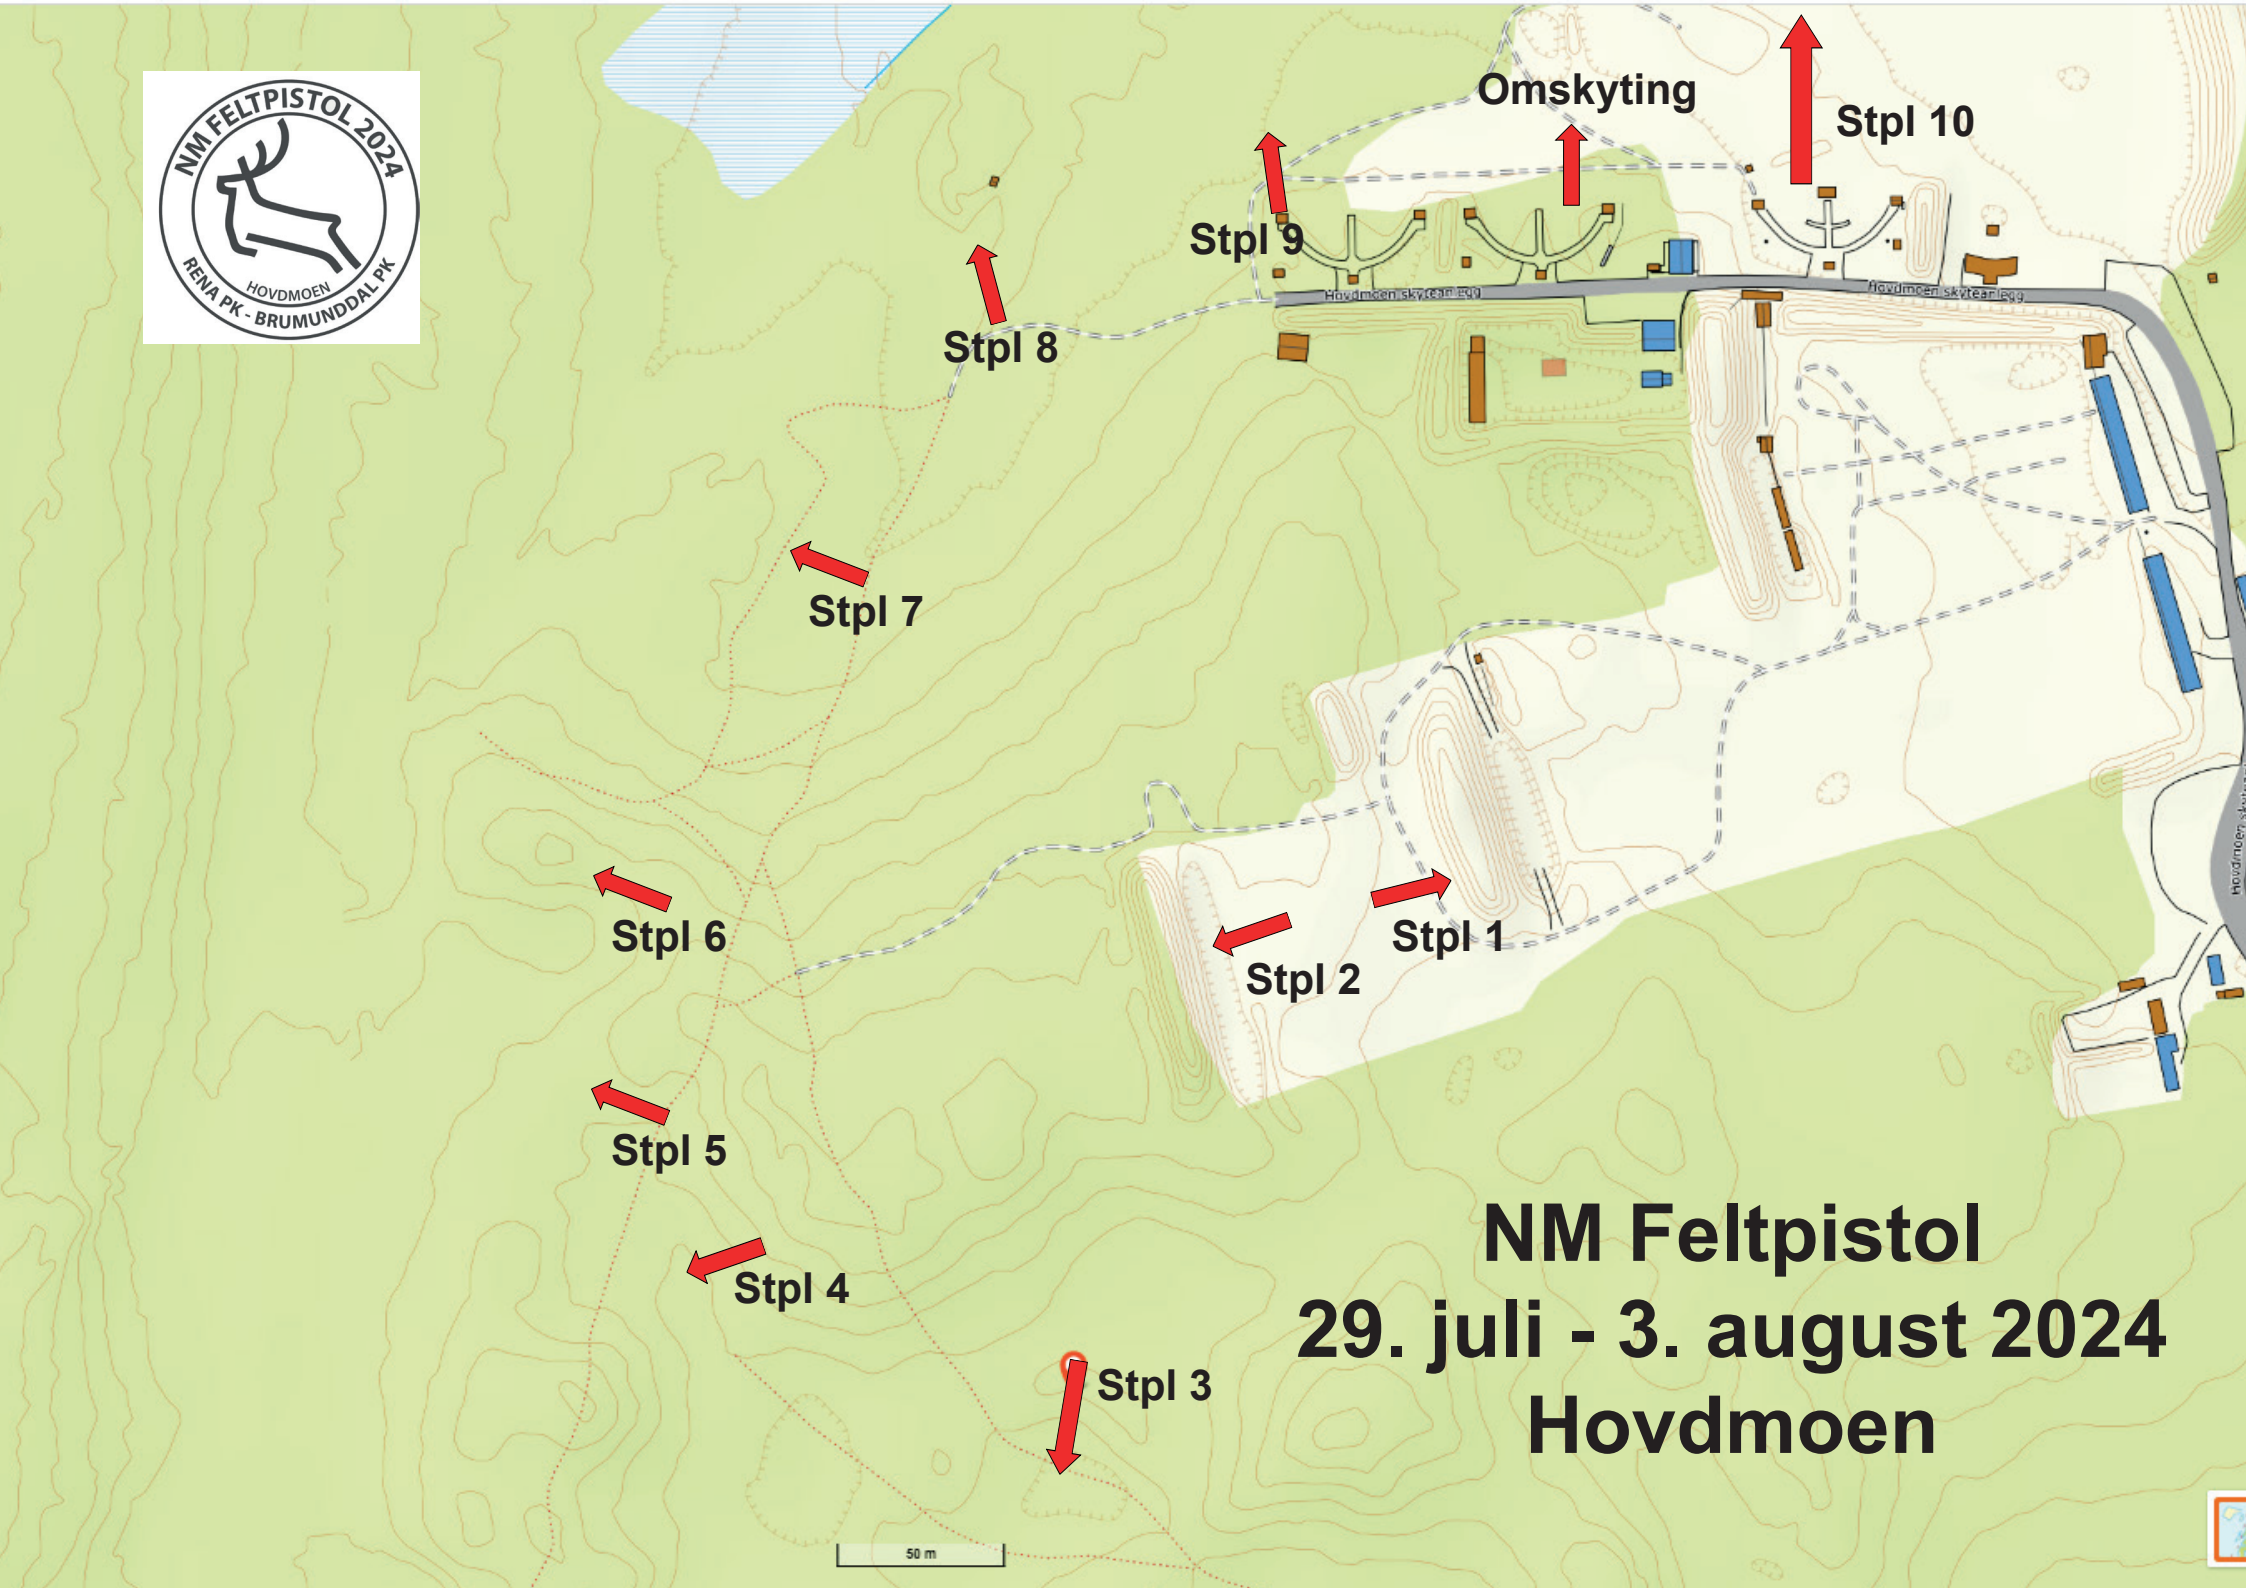 NM FELTPISTOL 2024
HOVDMOEN
RENA PK - BRUMUNDDAL PK
Omskyting
Stpl 10
Stpl 9
Hovdmoen skyteanlegg
Hovdmoen skyteanlegg
Stpl 8
Stpl 7
Stpl 6
Stpl 1
Stpl 2
Stpl 5
Stpl 4
Stpl 3
NM Feltpistol
29. juli - 3. august 2024
Hovdmoen
50 m